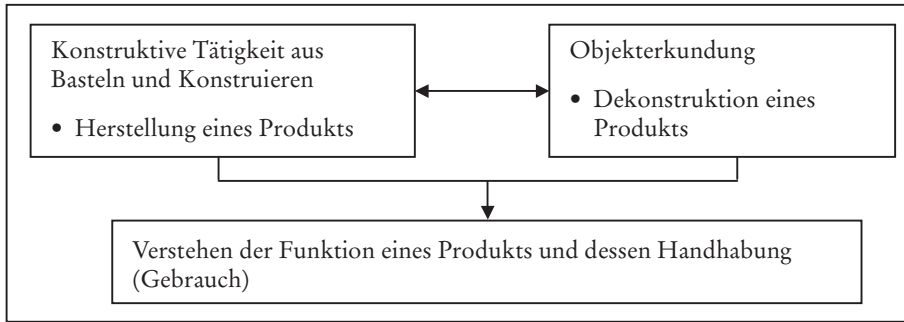 Konstruktive Tätigkeit aus
Basteln und Konstruieren
• Herstellung eines Produkts
Objekterkundung
• Dekonstruktion eines
Produkts
Verstehen der Funktion eines Produkts und dessen Handhabung
(Gebrauch)